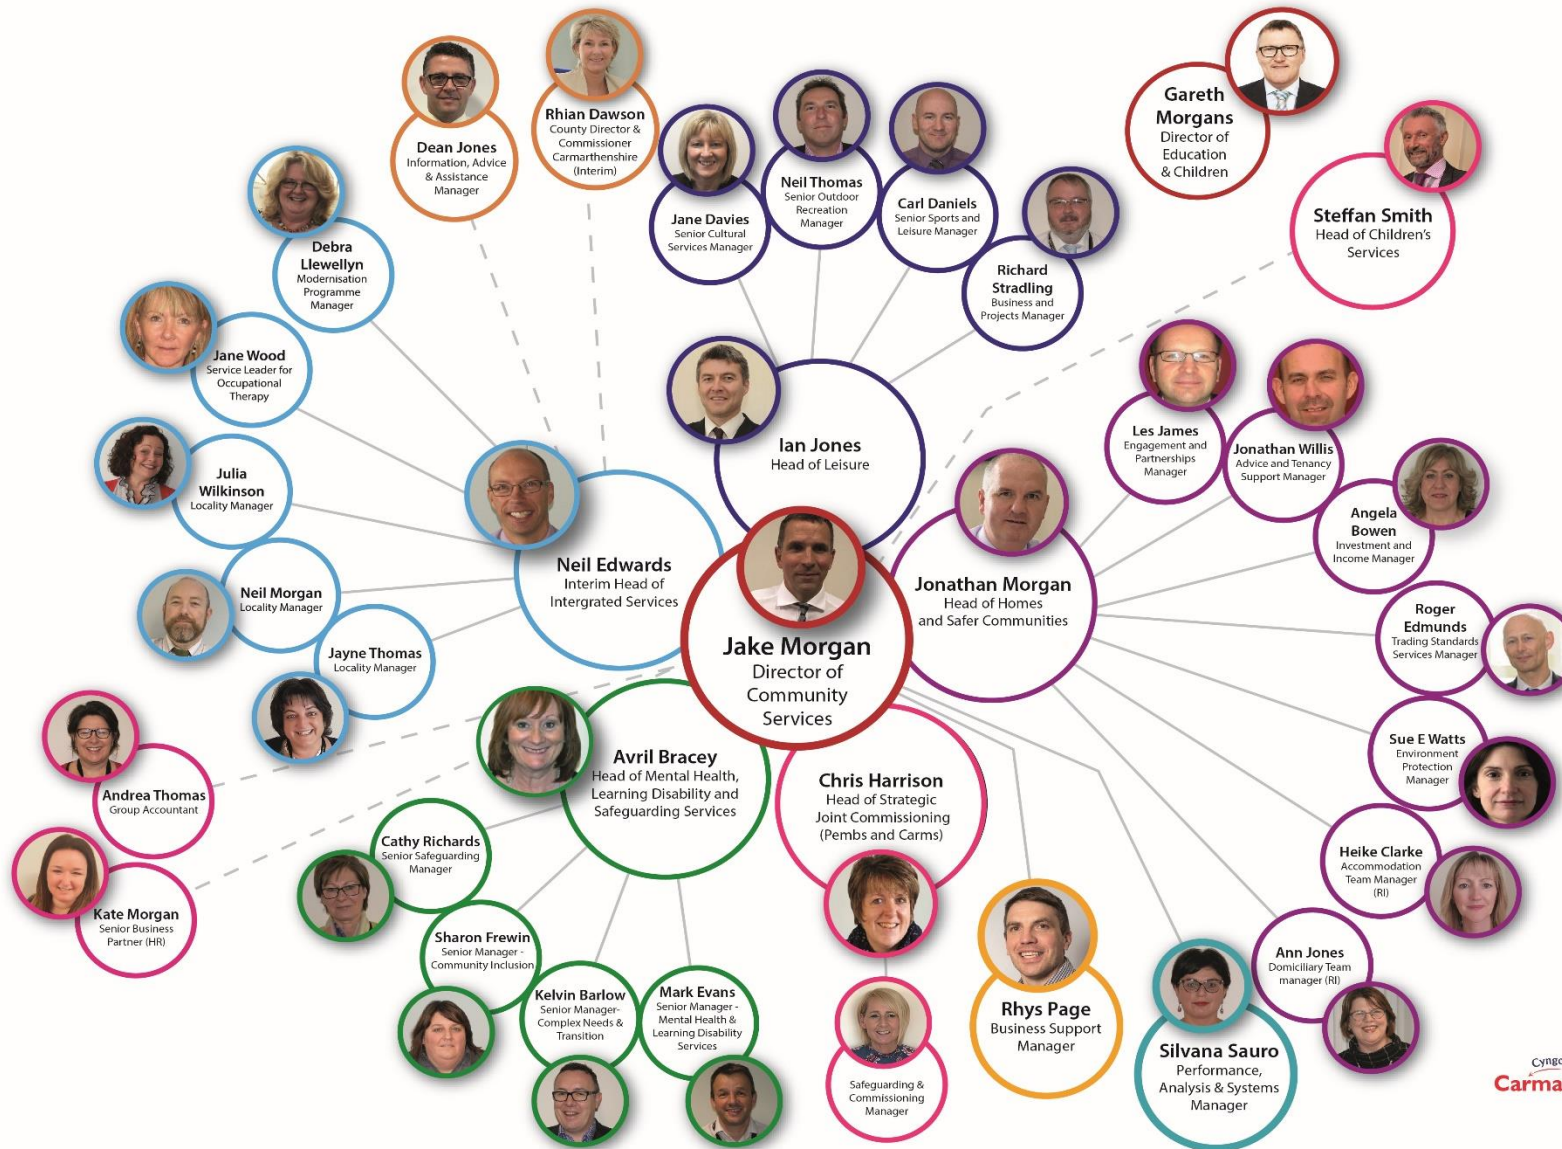 Dean Jones
Information, Advice
& Assistance
Manager
Rhian Dawson
County Director &
Commissioner
Carmarthenshire
(Interim)
Jane Davies
Senior Cultural
Services Manager
Neil Thomas
Senior Outdoor
Recreation
Manager
Carl Daniels
Senior Sports and
Leisure Manager
Richard
Stradling
Business and
Projects Manager
Gareth
Morgans
Director of
Education
& Children
Steffan Smith
Head of Children's
Services
Debra
Llewellyn
Modernisation
Programme
Manager
Jane Wood
Service Leader for
Occupational
Therapy
Julia
Wilkinson
Locality Manager
Neil Morgan
Locality Manager
Jayne Thomas
Locality Manager
Neil Edwards
Interim Head of
Intergrated Services
Ian Jones
Head of Leisure
Jake Morgan
Director of
Community
Services
Jonathan Morgan
Head of Homes
and Safer Communities
Les James
Engagement and
Partnerships
Manager
Jonathan Willis
Advice and Tenancy
Support Manager
Angela
Bowen
Investment and
Income Manager
Roger
Edmunds
Trading Standards
Services Manager
Sue E Watts
Environment
Protection
Manager
Heike Clarke
Accommodation
Team Manager
(RI)
Ann Jones
Domiciliary Team
manager (RI)
Andrea Thomas
Group Accountant
Kate Morgan
Senior Business
Partner (HR)
Avril Bracey
Head of Mental Health,
Learning Disability and
Safeguarding Services
Cathy Richards
Senior Safeguarding
Manager
Sharon Frewin
Senior Manager -
Community Inclusion
Kelvin Barlow
Senior Manager-
Complex Needs &
Transition
Mark Evans
Senior Manager -
Mental Health &
Learning Disability
Services
Chris Harrison
Head of Strategic
Joint Commissioning
(Pembs and Carms)
Safeguarding &
Commissioning
Manager
Rhys Page
Business Support
Manager
Silvana Sauro
Performance,
Analysis & Systems
Manager
Cyngo
Carma